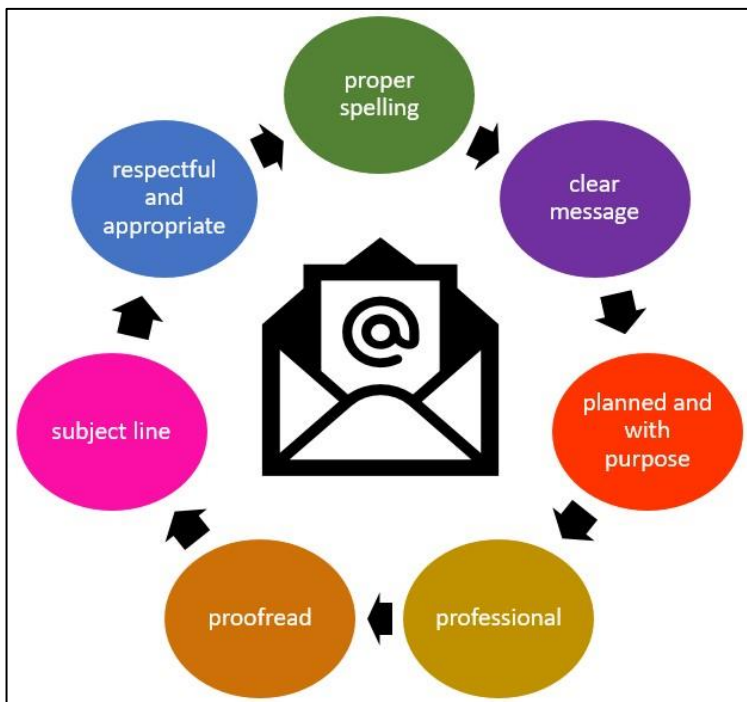 proper
spelling
clear
message
planned and
with
purpose
professional
proofread
subject line
respectful
and
appropriate
@